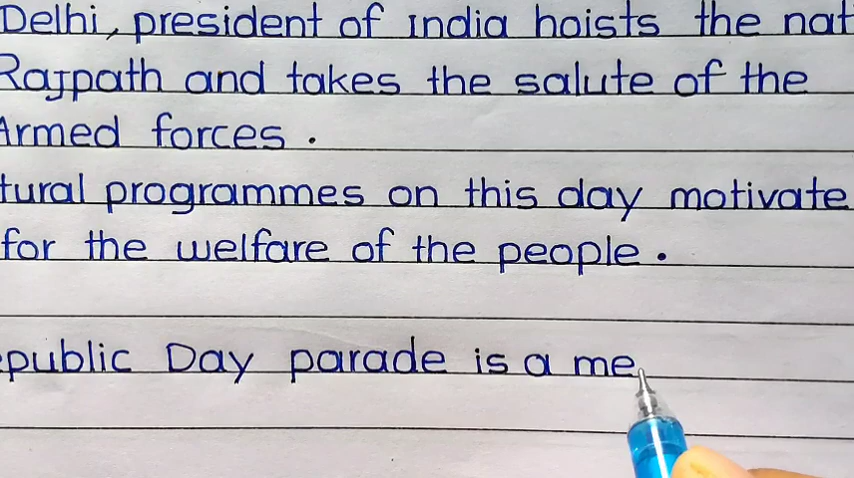 Delhi, president of India hoists the nat
Rajpath and takes the salute of the
Armed forces.
tural programmes on this day motivate
for the welfare of the people.
epublic Day parade is a me